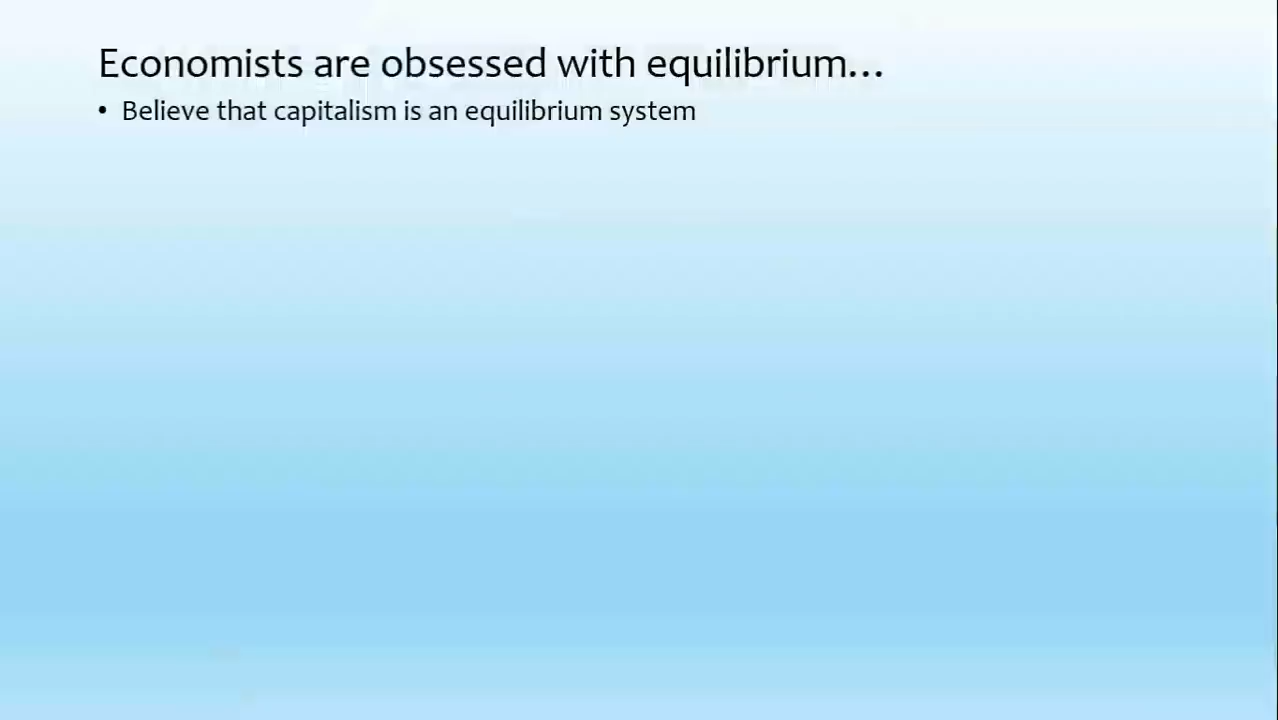 Economists are obsessed with equilibrium…
• Believe that capitalism is an equilibrium system